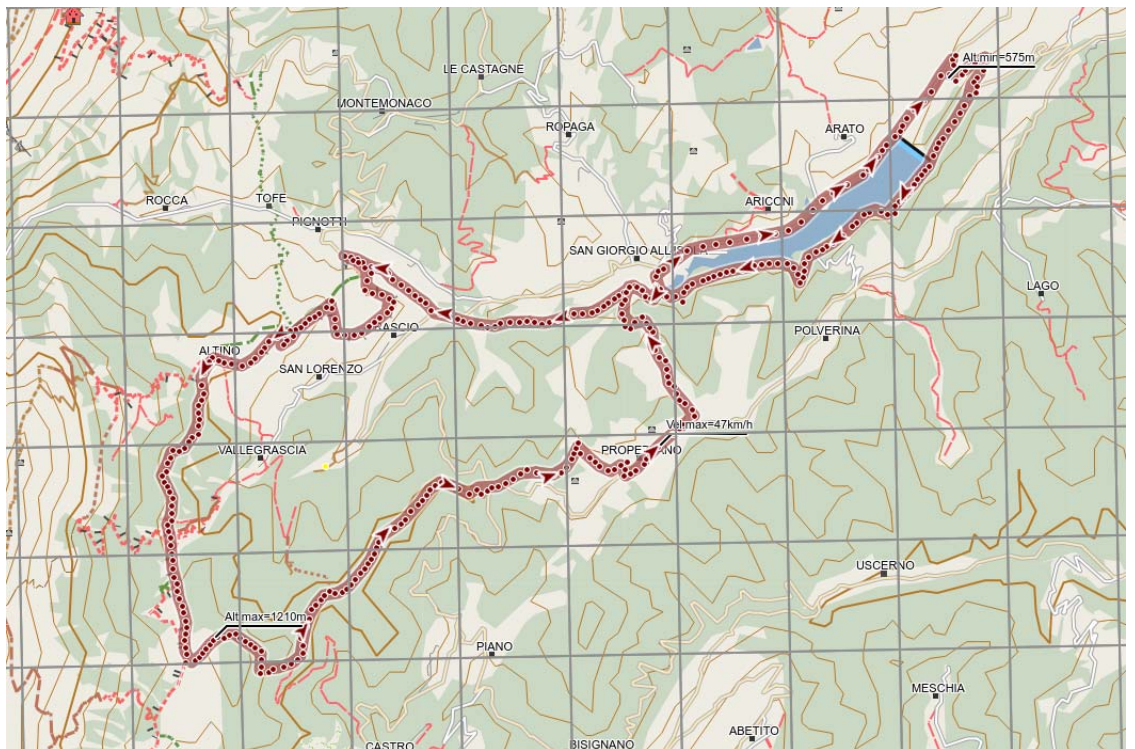 Alt.min=575m
LE CASTAGNE
MONTEMONACO
ROPAGA
ARATO
ROCCA
TOFE
ARICONI
PIGNOTTI
SAN GIORGIO ALL'ISOLA
LAGO
RASCIO
POLVERINA
ALTINO
SAN LORENZO
Vel.max=47km/h
VALLEGRASCIA
PROPEZZANO
USCERNO
Alt.max=1210m
PIANO
MESCHIA
ABETITO
CASTRO
BISIGNANO